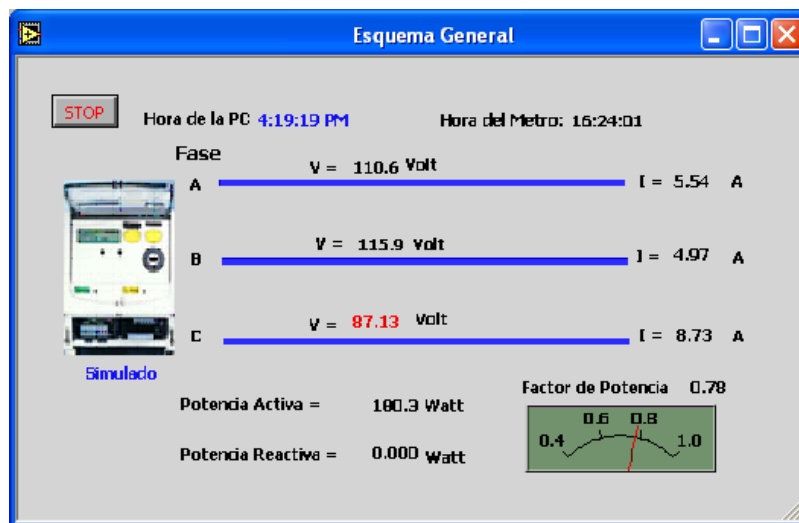 Esquema General
STOP
Hora de la PC 4:19:19 PM
Hora del Metro: 16:24:01
Fase
A V = 110.6 Volt I = 5.54 A
B V = 115.9 Volt I = 4.97 A
C V = 87.13 Volt I = 8.73 A
Simulado
Potencia Activa = 180.3 Watt
Potencia Reactiva = 0.000 Watt
Factor de Potencia 0.78
0.4 0.6 0.8 1.0